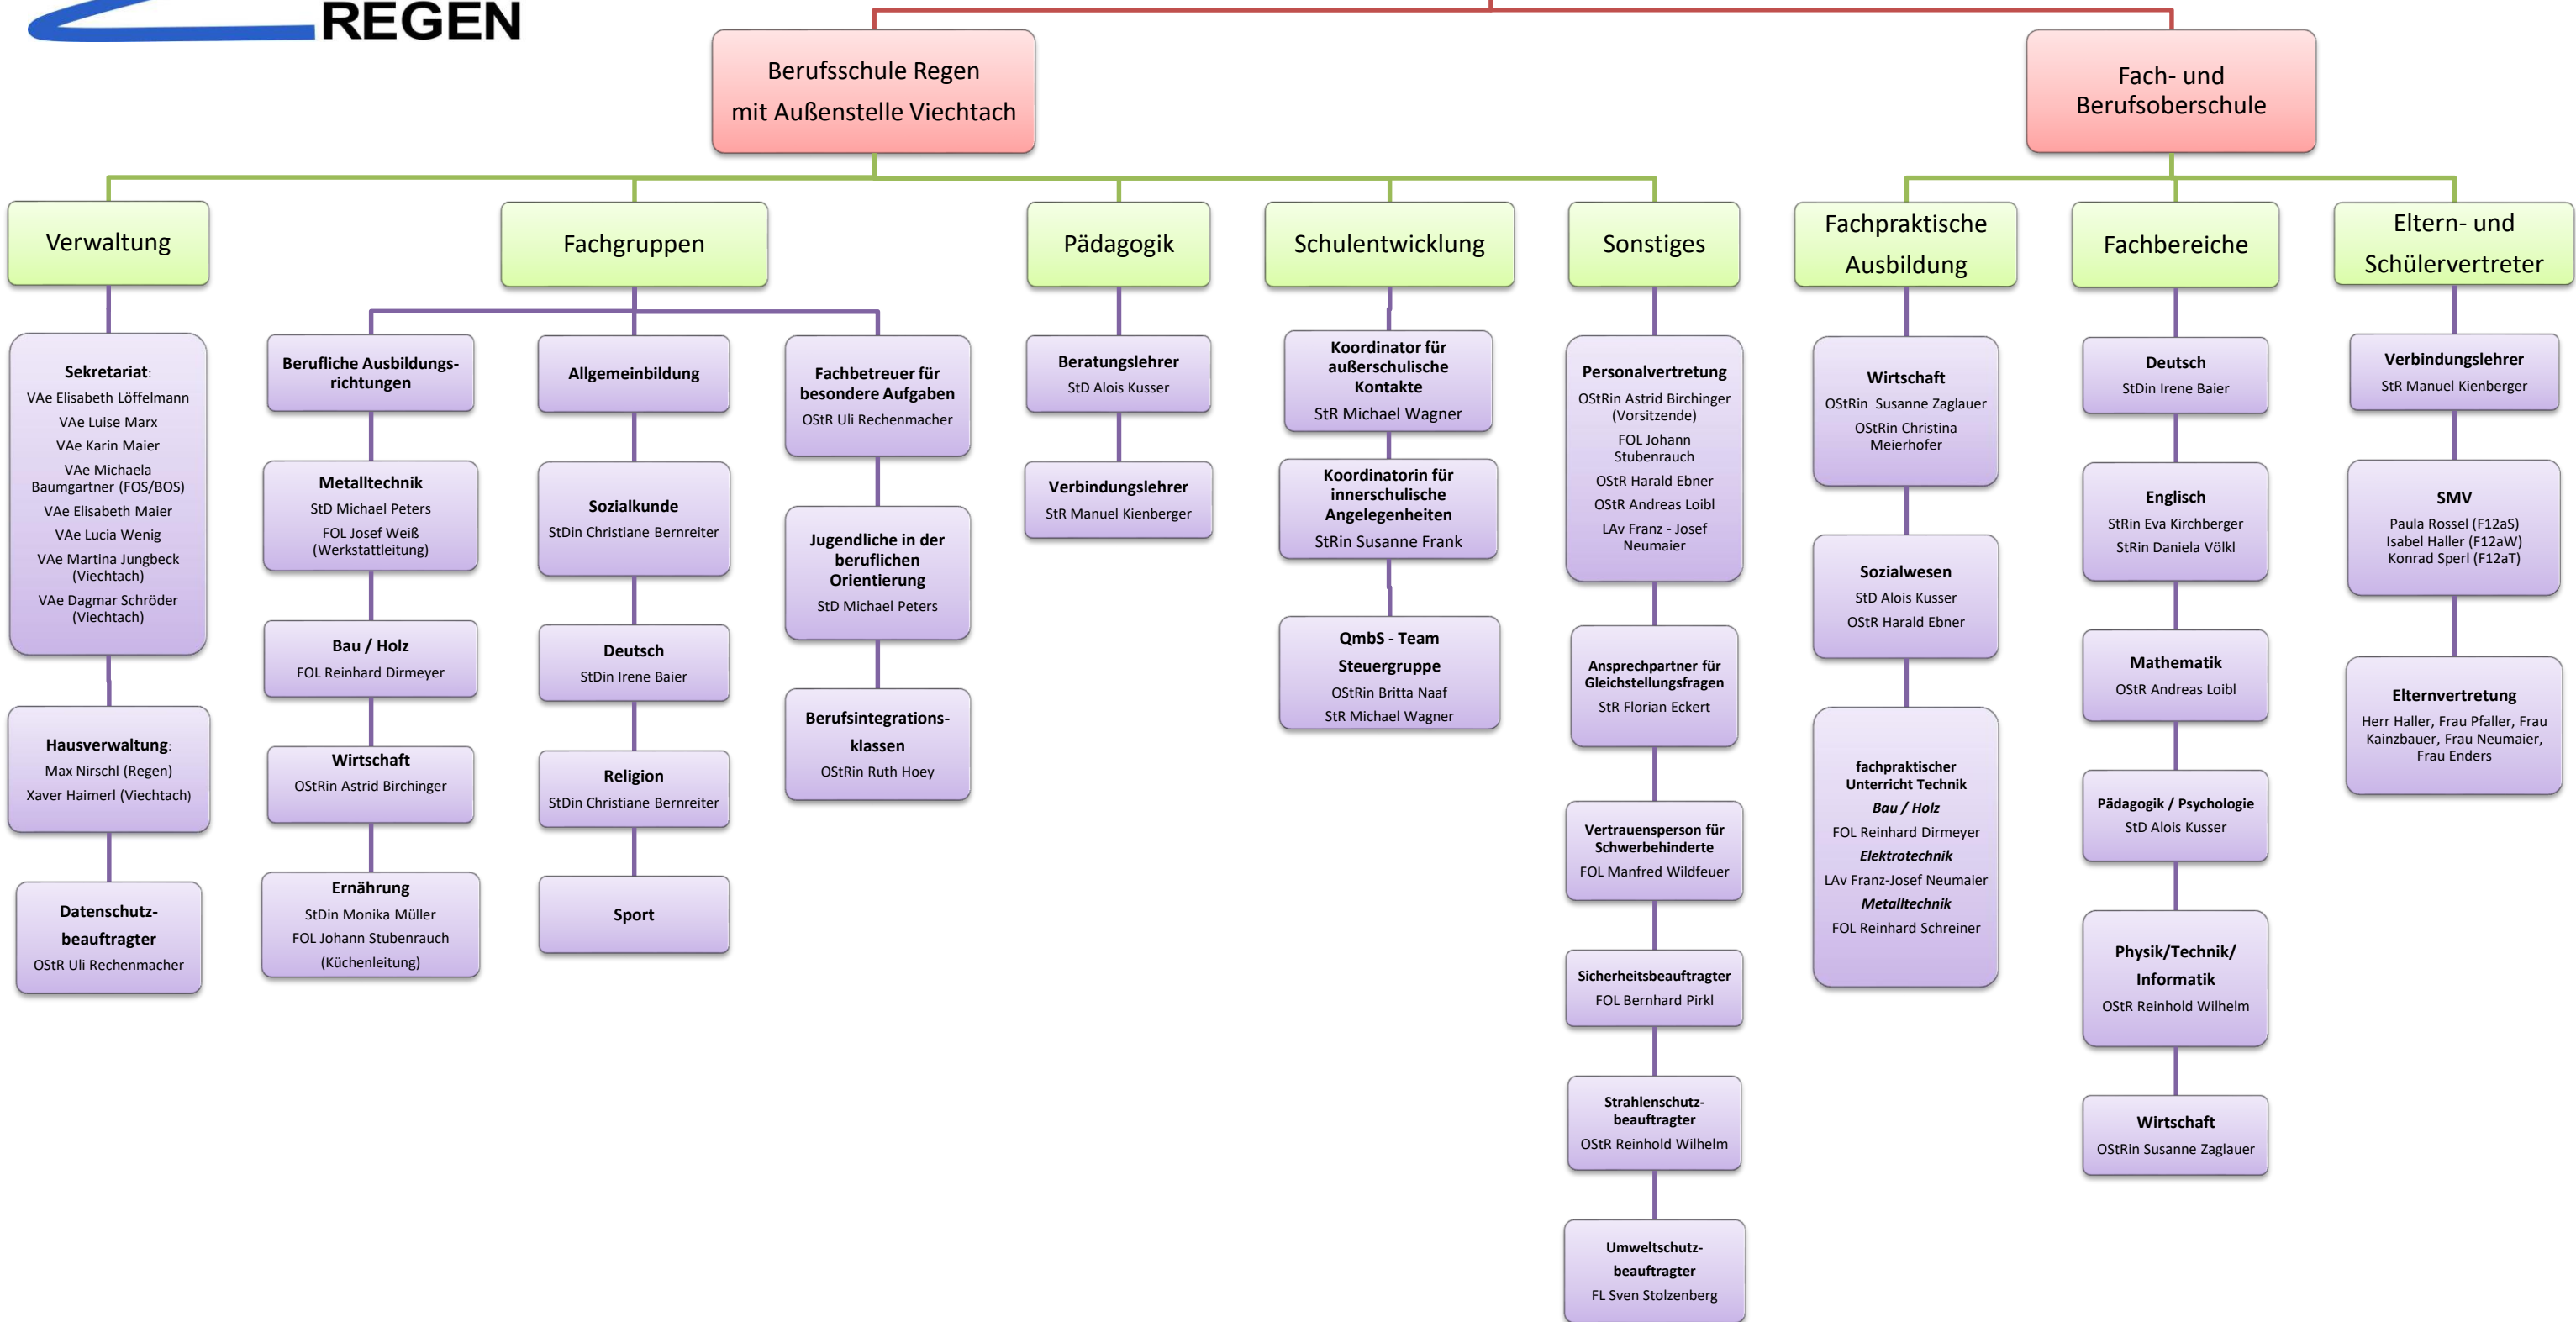 REGEN
Berufsschule Regen
mit Außenstelle Viechtach
Fach- und
Berufsoberschule
Verwaltung
Fachgruppen
Pädagogik
Schulentwicklung
Sonstiges
Fachpraktische
Ausbildung
Fachbereiche
Eltern- und
Schülervertreter
Sekretariat:
VAe Elisabeth Löffelmann
VAe Luise Marx
VAe Karin Maier
VAe Michaela
Baumgartner (FOS/BOS)
VAe Elisabeth Maier
VAe Lucia Wenig
VAe Martina Jungbeck
(Viechtach)
VAe Dagmar Schröder
(Viechtach)
Hausverwaltung:
Max Nirschl (Regen)
Xaver Haimerl (Viechtach)
Datenschutz-
beauftragter
OStR Uli Rechenmacher
Berufliche Ausbildungs-
richtungen
Metalltechnik
StD Michael Peters
FOL Josef Weiß
(Werkstattleitung)
Bau / Holz
FOL Reinhard Dirmeyer
Wirtschaft
OStRin Astrid Birchinger
Ernährung
StDin Monika Müller
FOL Johann Stubenrauch
(Küchenleitung)
Allgemeinbildung
Sozialkunde
StDin Christiane Bernreiter
Deutsch
StDin Irene Baier
Religion
StDin Christiane Bernreiter
Sport
Fachbetreuer für
besondere Aufgaben
OStR Uli Rechenmacher
Jugendliche in der
beruflichen
Orientierung
StD Michael Peters
Berufsintegrations-
klassen
OStRin Ruth Hoey
Beratungslehrer
StD Alois Kusser
Verbindungslehrer
StR Manuel Kienberger
Koordinator für
außerschulische
Kontakte
StR Michael Wagner
Koordinatorin für
innerschulische
Angelegenheiten
StRin Susanne Frank
QmbS - Team
Steuergruppe
OStRin Britta Naaf
StR Michael Wagner
Personalvertretung
OStRin Astrid Birchinger
(Vorsitzende)
FOL Johann
Stubenrauch
OStR Harald Ebner
OStR Andreas Loibl
LAv Franz - Josef
Neumaier
Ansprechpartner für
Gleichstellungsfragen
StR Florian Eckert
Vertrauensperson für
Schwerbehinderte
FOL Manfred Wildfeuer
Sicherheitsbeauftragter
FOL Bernhard Pirkl
Strahlenschutz-
beauftragter
OStR Reinhold Wilhelm
Umweltschutz-
beauftragter
FL Sven Stolzenberg
Wirtschaft
OStRin Susanne Zaglauer
OStRin Christina
Meierhofer
Sozialwesen
StD Alois Kusser
OStR Harald Ebner
fachpraktischer
Unterricht Technik
Bau / Holz
FOL Reinhard Dirmeyer
Elektrotechnik
LAv Franz-Josef Neumaier
Metalltechnik
FOL Reinhard Schreiner
Deutsch
StDin Irene Baier
Englisch
StRin Eva Kirchberger
StRin Daniela Völkl
Mathematik
OStR Andreas Loibl
Pädagogik / Psychologie
StD Alois Kusser
Physik/Technik/
Informatik
OStR Reinhold Wilhelm
Wirtschaft
OStRin Susanne Zaglauer
Verbindungslehrer
StR Manuel Kienberger
SMV
Paula Rossel (F12aS)
Isabel Haller (F12aW)
Konrad Sperl (F12aT)
Elternvertretung
Herr Haller, Frau Pfaller, Frau
Kainzbauer, Frau Neumaier,
Frau Enders